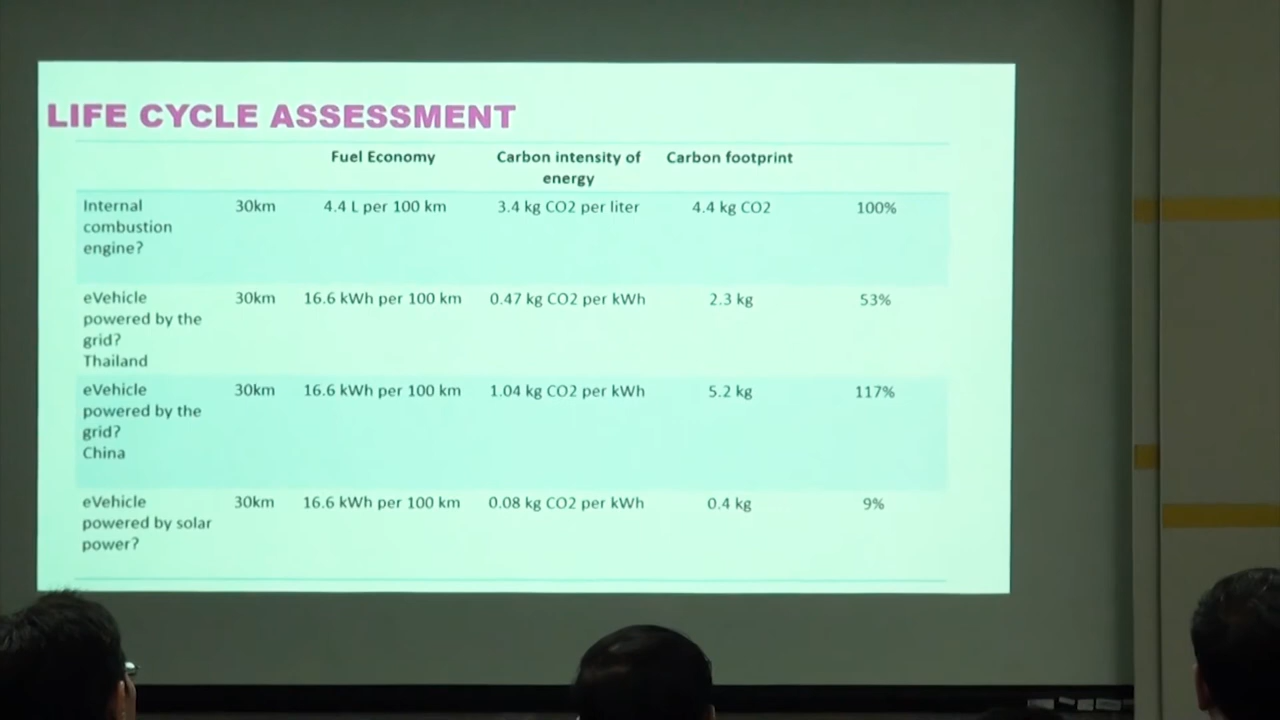 LIFE CYCLE ASSESSMENT
Fuel Economy Carbon intensity of Carbon footprint
energy
Internal 30km 4.4 L per 100 km 3.4 kg CO2 per liter 4.4 kg CO2 100%
combustion
engine?
eVehicle 30km 16.6 kWh per 100 km 0.47 kg CO2 per kWh 2.3 kg 53%
powered by the
grid?
Thailand
eVehicle 30km 16.6 kWh per 100 km 1.04 kg CO2 per kWh 5.2 kg 117%
powered by the
grid?
China
eVehicle 30km 16.6 kWh per 100 km 0.08 kg CO2 per kWh 0.4 kg 9%
powered by solar
power?